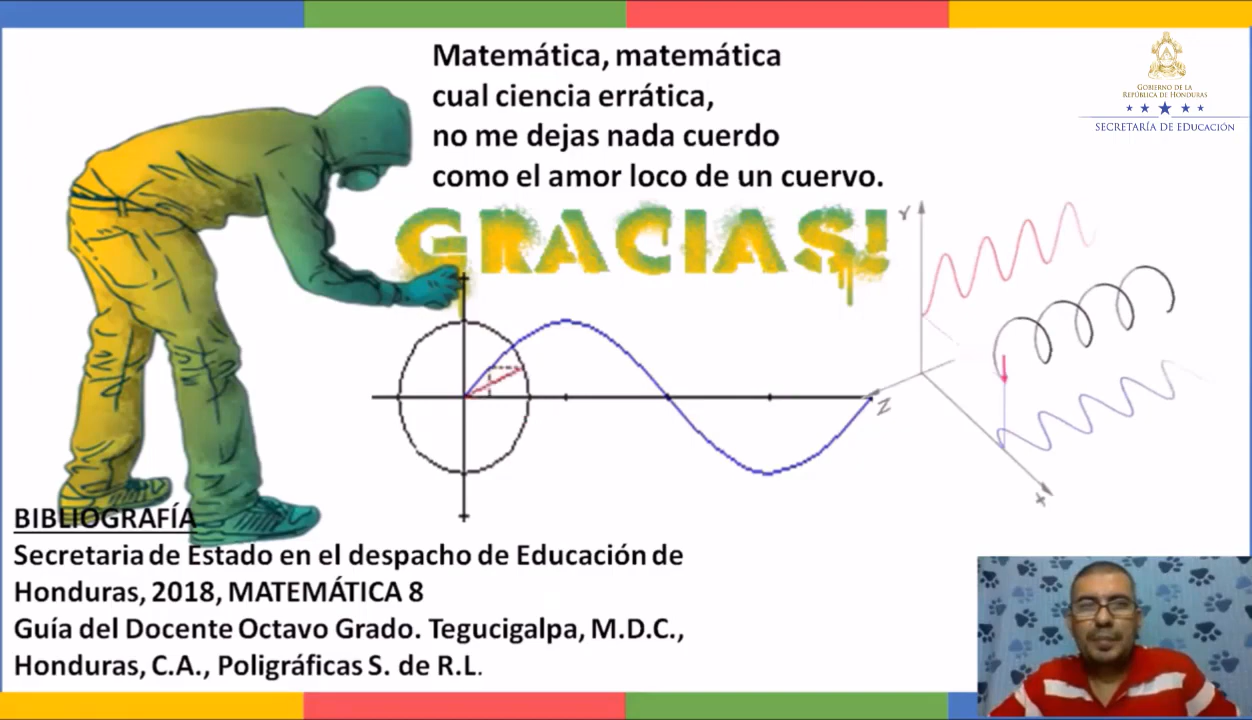 Matemática, matemática
cual ciencia errática,
no me dejas nada cuerdo
como el amor loco de un cuervo.
GOBIERNO DE LA
REPÚBLICA DE HONDURAS
SECRETARÍA DE EDUCACIÓN
GRACIAS!
Y
Z
X
BIBLIOGRAFÍA
Secretaria de Estado en el despacho de Educación de
Honduras, 2018, MATEMÁTICA 8
Guía del Docente Octavo Grado. Tegucigalpa, M.D.C.,
Honduras, C.A., Poligráficas S. de R.L.